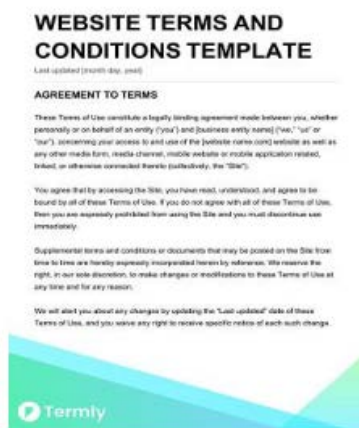 WEBSITE TERMS AND
CONDITIONS TEMPLATE
Last updated [month day, year]
AGREEMENT TO TERMS
These Terms of Use constitute a legally binding agreement made between you, whether
personally or on behalf of an entity ("you") and [business entity name] ("we," "us" or
"our"), concerning your access to and use of the [website name.com] website as well as
any other media form, media channel, mobile website or mobile application related,
linked, or otherwise connected thereto (collectively, the "Site").
You agree that by accessing the Site, you have read, understood, and agree to be
bound by all of these Terms of Use. If you do not agree with all of these Terms of Use,
then you are expressly prohibited from using the Site and you must discontinue use
immediately.
Supplemental terms and conditions or documents that may be posted on the Site from
time to time are hereby expressly incorporated herein by reference. We reserve the
right, in our sole discretion, to make changes or modifications to these Terms of Use at
any time and for any reason.
We will alert you about any changes by updating the "Last updated" date of these
Terms of Use, and you waive any right to receive specific notice of each such change.
Termly